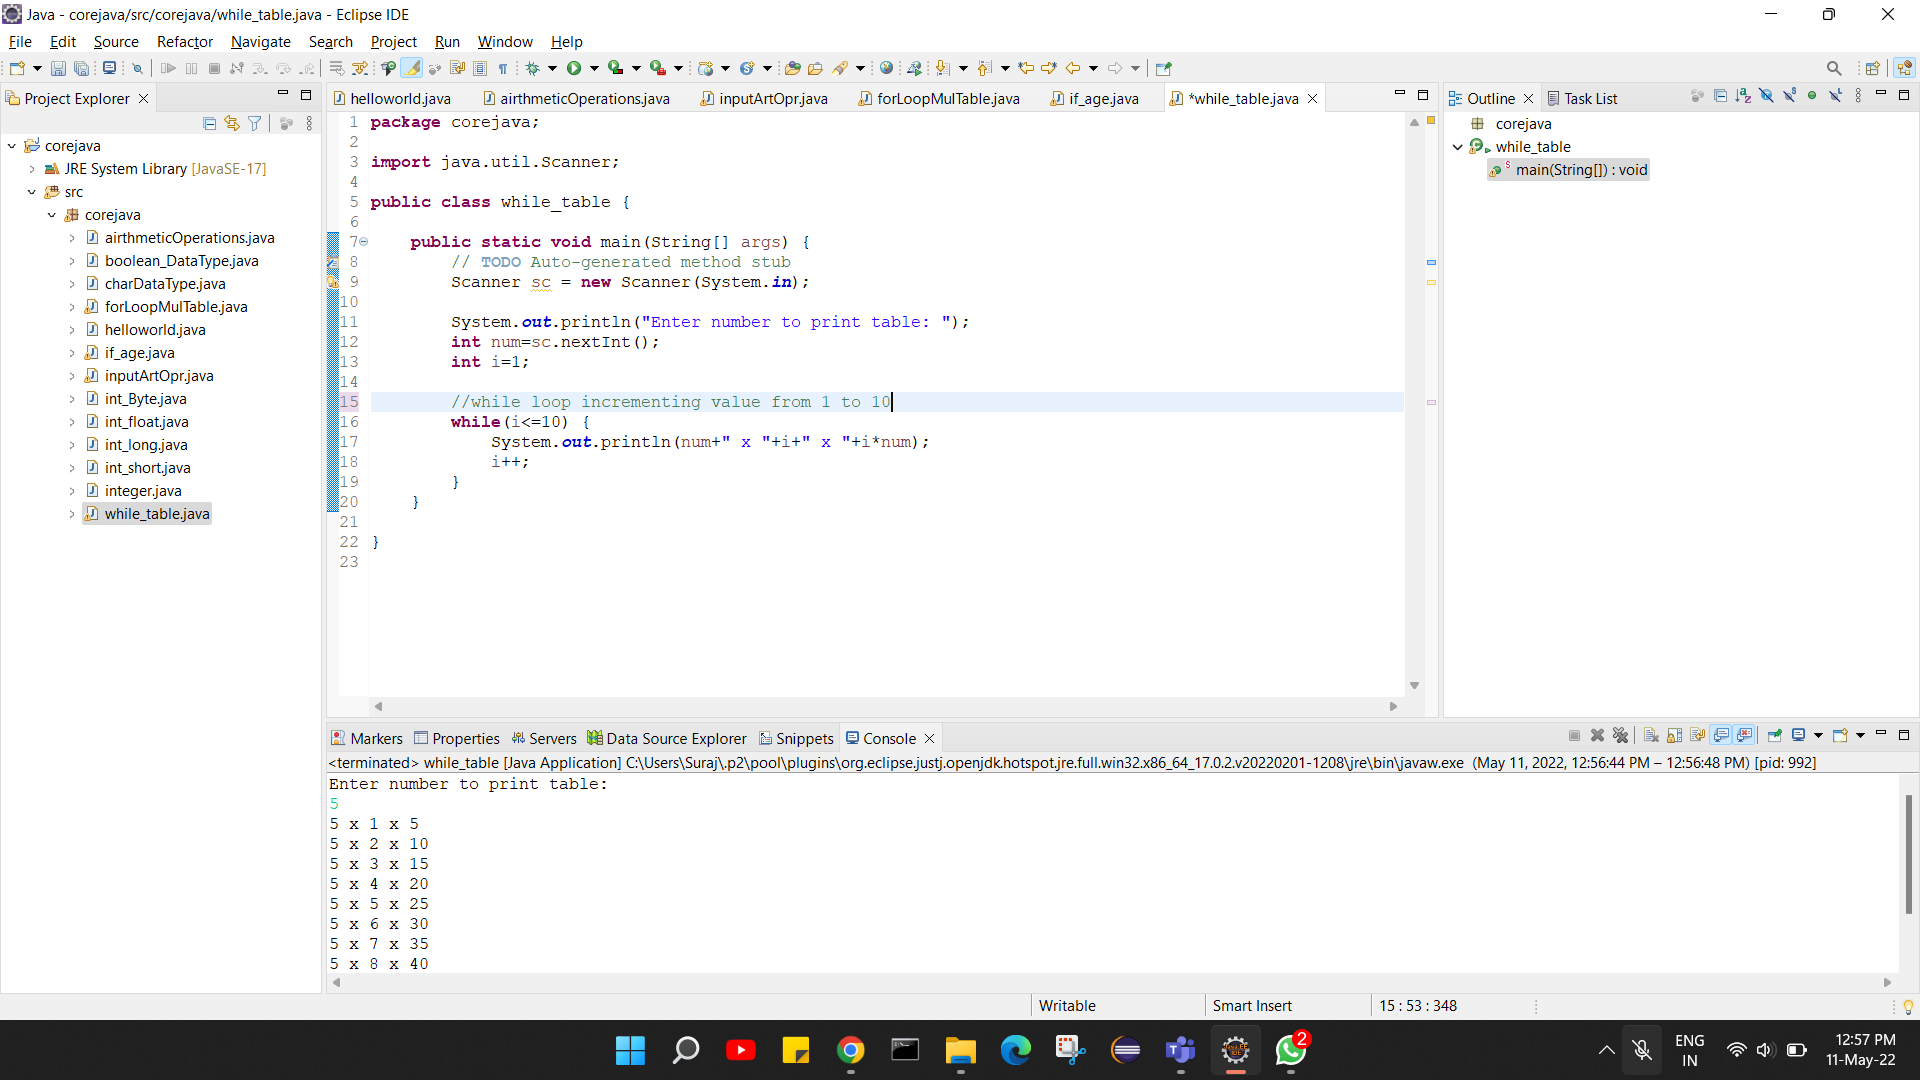 Java - corejava/src/corejava/while_table.java - Eclipse IDE
File Edit Source Refactor Navigate Search Project Run Window Help
Project Explorer
corejava
JRE System Library [JavaSE-17]
src
corejava
airthmeticOperations.java
boolean_DataType.java
charDataType.java
forLoopMulTable.java
helloworld.java
if_age.java
inputArtOpr.java
int_Byte.java
int_float.java
int_long.java
int_short.java
integer.java
while_table.java
helloworld.java airthmeticOperations.java inputArtOpr.java forLoopMulTable.java if_age.java *while_table.java
1 package corejava;
2
3 import java.util.Scanner;
4
5 public class while_table {
6
7 public static void main(String[] args) {
8 // TODO Auto-generated method stub
9 Scanner sc = new Scanner(System.in);
10
11 System.out.println("Enter number to print table: ");
12 int num=sc.nextInt();
13 int i=1;
14
15 //while loop incrementing value from 1 to 10
16 while(i<=10) {
17 System.out.println(num+" x "+i+" x "+i*num);
18 i++;
19 }
20 }
21
22 }
23
Outline Task List
corejava
while_table
main(String[]) : void
Markers Properties Servers Data Source Explorer Snippets Console
<terminated> while_table [Java Application] C:\Users\Suraj\.p2\pool\plugins\org.eclipse.justj.openjdk.hotspot.jre.full.win32.x86_64_17.0.2.v20220201-1208\jre\bin\javaw.exe (May 11, 2022, 12:56:44 PM – 12:56:48 PM) [pid: 992]
Enter number to print table:
5
5 x 1 x 5
5 x 2 x 10
5 x 3 x 15
5 x 4 x 20
5 x 5 x 25
5 x 6 x 30
5 x 7 x 35
5 x 8 x 40
Writable Smart Insert 15 : 53 : 348
2
ENG
IN
12:57 PM
11-May-22